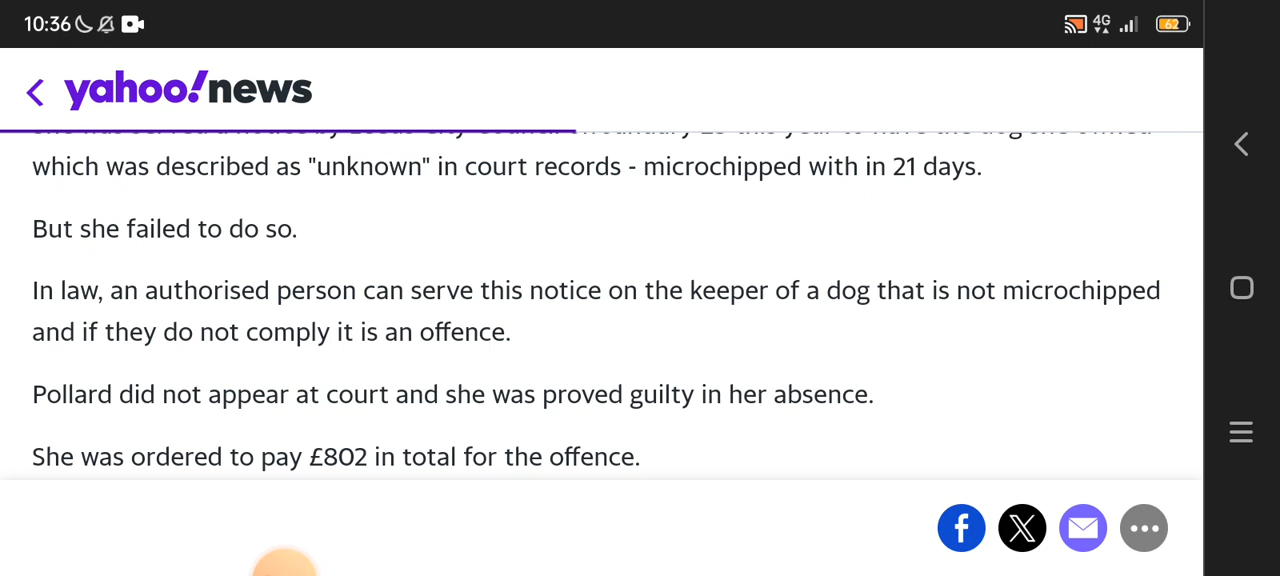 10:36 4G 62
yahoo!news
which was described as "unknown" in court records - microchipped with in 21 days.
But she failed to do so.
In law, an authorised person can serve this notice on the keeper of a dog that is not microchipped
and if they do not comply it is an offence.
Pollard did not appear at court and she was proved guilty in her absence.
She was ordered to pay £802 in total for the offence.